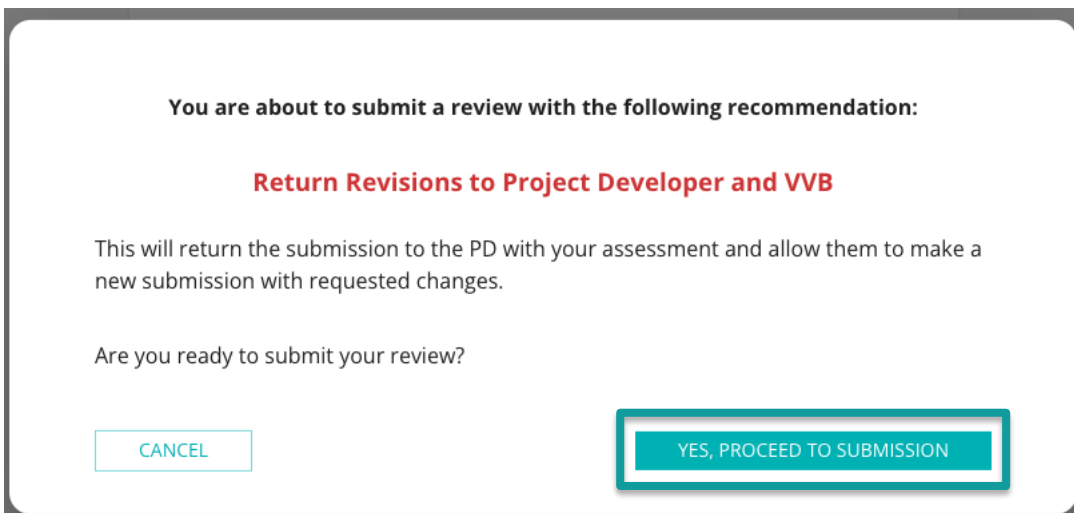 You are about to submit a review with the following recommendation:
Return Revisions to Project Developer and VVB
This will return the submission to the PD with your assessment and allow them to make a
new submission with requested changes.
Are you ready to submit your review?
CANCEL
YES, PROCEED TO SUBMISSION